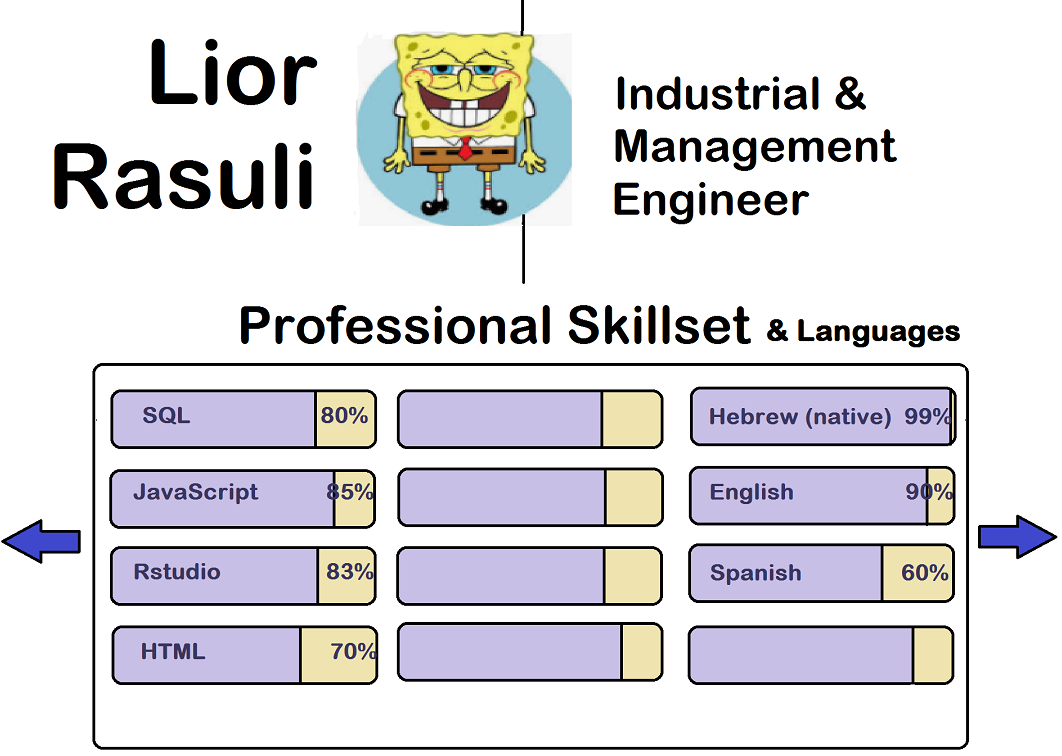 Lior
Rasuli
Industrial &
Management
Engineer
Professional Skillset & Languages
SQL 80%
JavaScript 85%
Rstudio 83%
HTML 70%
Hebrew (native) 99%
English 90%
Spanish 60%